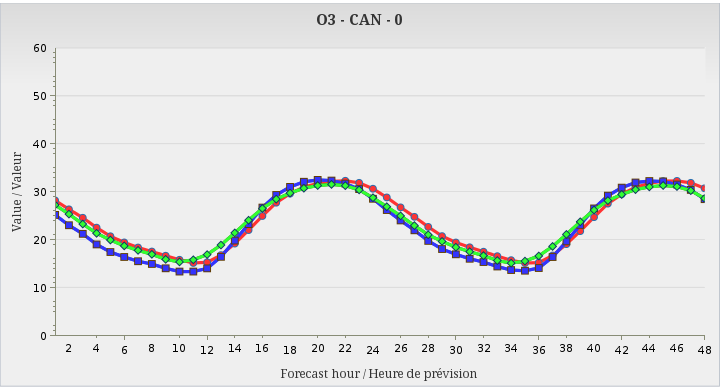 O3 - CAN - 0
Value / Valeur
60
50
40
30
20
10
0
2 4 6 8 10 12 14 16 18 20 22 24 26 28 30 32 34 36 38 40 42 44 46 48
Forecast hour / Heure de prévision